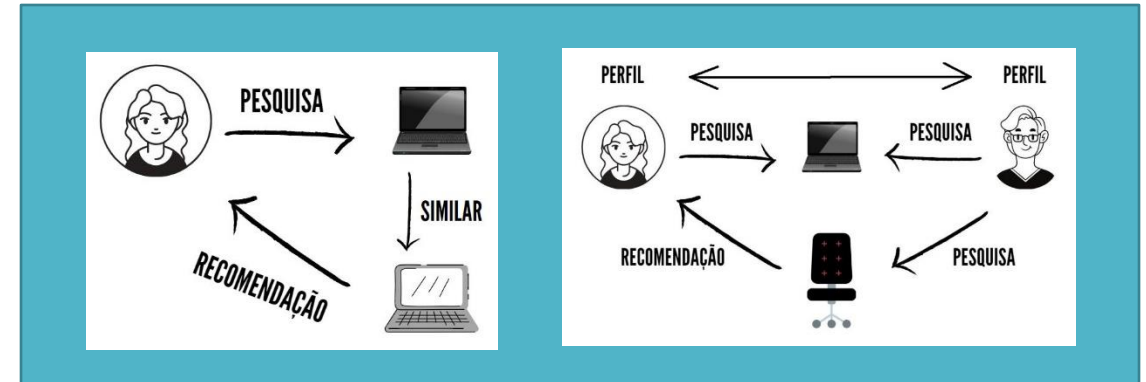 PESQUISA
SIMILAR
RECOMENDAÇÃO
PERFIL
PERFIL
PESQUISA
PESQUISA
RECOMENDAÇÃO
PESQUISA